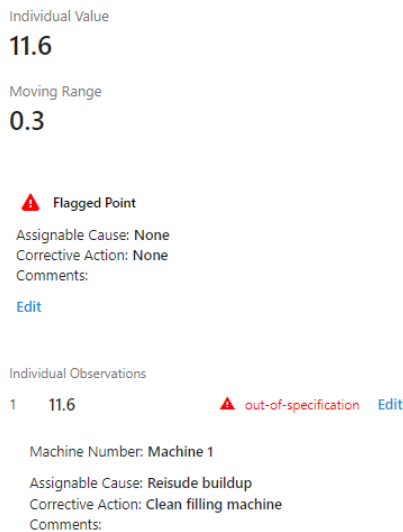 Individual Value
11.6
Moving Range
0.3
Flagged Point
Assignable Cause: None
Corrective Action: None
Comments:
Edit
Individual Observations
1 11.6 out-of-specification Edit
Machine Number: Machine 1
Assignable Cause: Reisude buildup
Corrective Action: Clean filling machine
Comments: